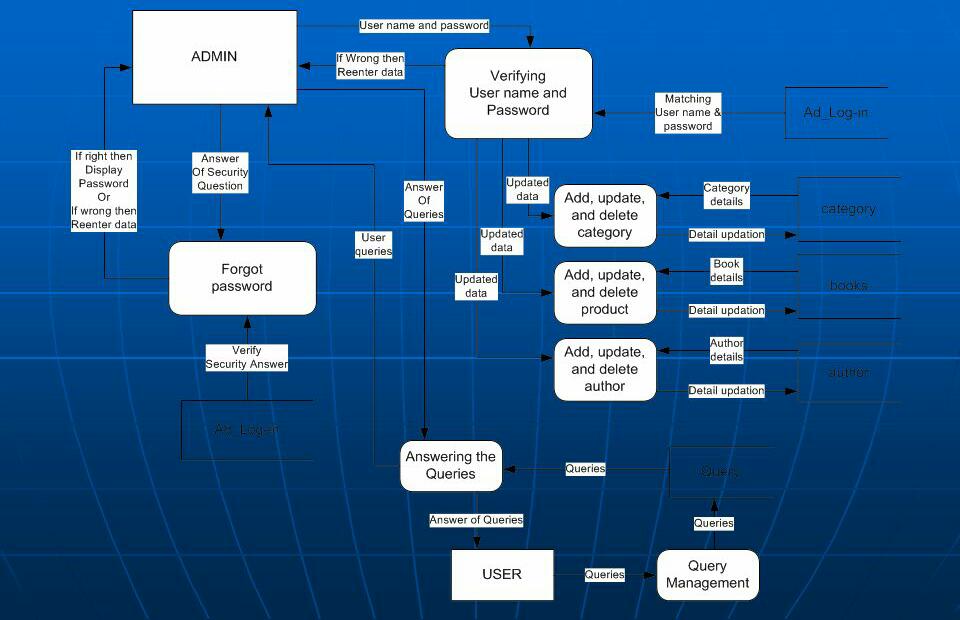 User name and password
ADMIN
If Wrong then
Reenter data
Verifying
User name and
Password
Matching
User name &
password
Ad_Log-in
If right then
Display
Password
Or
If wrong then
Reenter data
Answer
Of Security
Question
Answer
Of
Queries
Updated
data
Add, update,
and delete
category
Category
details
category
Detail updation
User
queries
Updated
data
Forgot
password
Add, update,
and delete
product
Book
details
books
Detail updation
Updated
data
Verify
Security Answer
Add, update,
and delete
author
Author
details
author
Detail updation
Ad_Log-in
Answering the
Queries
Queries
Query
Answer of Queries
Queries
USER
Queries
Query
Management